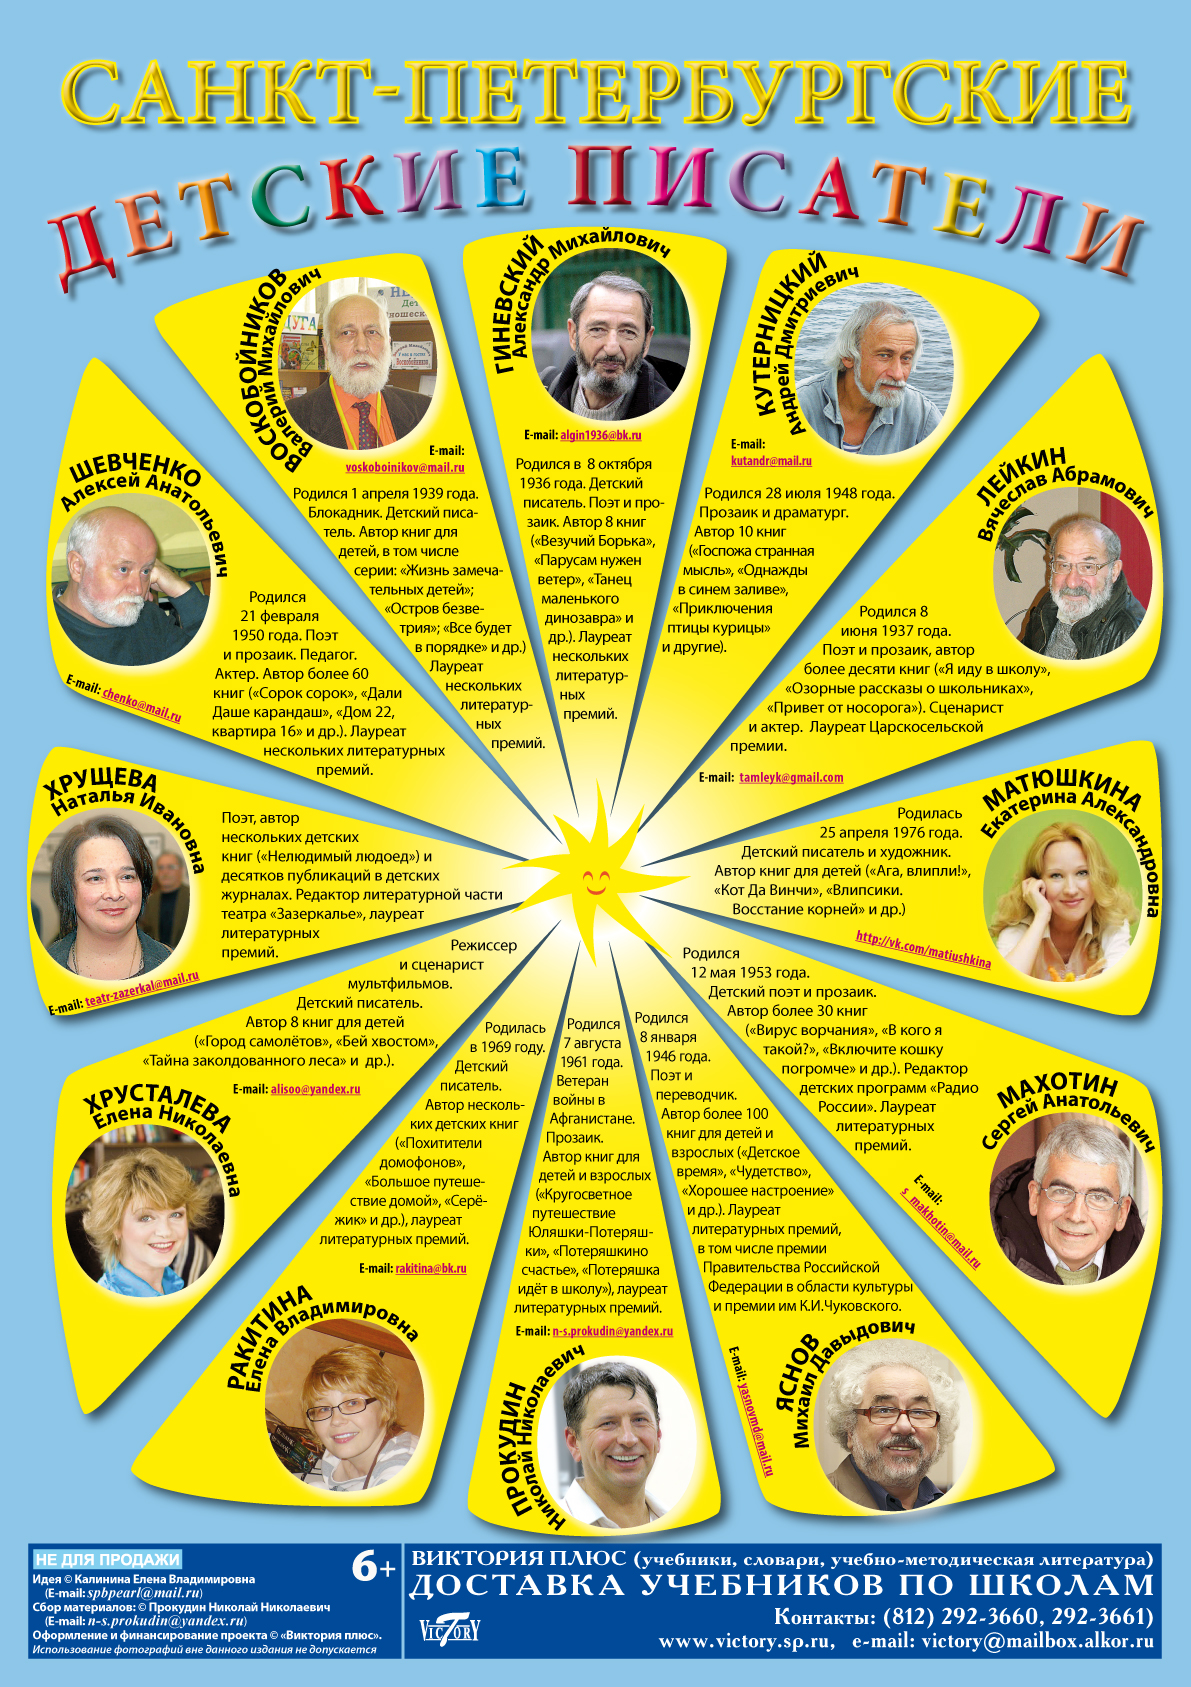 САНКТ-ПЕТЕРБУРГСКИЕ
ДЕТСКИЕ ПИСАТЕЛИ
ГИНЕВСКИЙ
Александр Михайлович
E-mail: algin1936@bk.ru
Родился в 8 октября
1936 года. Детский
писатель. Поэт и про-
заик. Автор 8 книг
(«Везучий Борька»,
«Парусам нужен
ветер», «Танец
маленького
динозавра» и
др.). Лауреат
нескольких
литератур-
ных
премий.
КУТЕРНИЦКИЙ
Андрей Дмитриевич
E-mail:
kutandr@mail.ru
Родился 28 июля 1948 года.
Прозаик и драматург.
Автор 10 книг
(«Госпожа странная
мысль», «Однажды
в синем заливе»,
«Приключения
птицы курицы»
и другие).
ЛЕЙКИН
Вячеслав Абрамович
Родился 8
июня 1937 года.
Поэт и прозаик, автор
более десяти книг («Я иду в школу»,
«Озорные рассказы о школьниках»,
«Привет от носорога»). Сценарист
и актер. Лауреат Царскосельской
премии.
E-mail: tamleyk@gmail.com
МАТЮШКИНА
Екатерина Александровна
Родилась
25 апреля 1976 года.
Детский писатель и художник.
Автор книг для детей («Ага, влипли!»,
«Кот Да Винчи», «Влипсики.
Восстание корней» и др.)
http://vk.com/matiushkina
МАХОТИН
Сергей Анатольевич
Родился
12 мая 1953 года.
Детский поэт и прозаик.
Автор более 30 книг
(«Вирус ворчания», «В кого я
такой?», «Включите кошку
погромче» и др.). Редактор
детских программ «Радио
России». Лауреат
литературных
премий.
E-mail:
s_makhotin@mail.ru
ЯСНОВ
Михаил Давыдович
Родился
8 января
1946 года.
Поэт и
переводчик.
Автор более 100
книг для детей и
взрослых («Детское
время», «Чудетство»,
«Хорошее настроение»
и др.). Лауреат
литературных премий,
в том числе премии
Правительства Российской
Федерации в области культуры
и премии им К.И.Чуковского.
E-mail: yasnovmd@mail.ru
ПРОКУДИН
Николай Николаевич
Родился
7 августа
1961 года.
Ветеран
войны в
Афганистане.
Прозаик.
Автор книг для
детей и взрослых
(«Кругосветное
путешествие
Юляшки-Потеряш-
ки», «Потеряшкино
счастье», «Потеряшка
идёт в школу»), лауреат
литературных премий.
E-mail: n-s.prokudin@yandex.ru
РАКИТИНА
Елена Владимировна
Родилась
в 1969 году.
Детский
писатель.
Автор несколь-
ких детских книг
(«Похитители
домофонов»,
«Большое путеше-
ствие домой», «Серё-
жик» и др.), лауреат
литературных премий.
E-mail: rakitina@bk.ru
ХРУСТАЛЕВА
Елена Николаевна
Режиссер
и сценарист
мультфильмов.
Детский писатель.
Автор 8 книг для детей
(«Город самолётов», «Бей хвостом»,
«Тайна заколдованного леса» и др.).
E-mail: alisoo@yandex.ru
ХРУЩЕВА
Наталья Ивановна
Поэт, автор
нескольких детских
книг («Нелюдимый людоед») и
десятков публикаций в детских
журналах. Редактор литературной части
театра «Зазеркалье», лауреат
литературных
премий.
E-mail: teatr-zazerkal@mail.ru
ШЕВЧЕНКО
Алексей Анатольевич
Родился
21 февраля
1950 года. Поэт
и прозаик. Педагог.
Актер. Автор более 60
книг («Сорок сорок», «Дали
Даше карандаш», «Дом 22,
квартира 16» и др.). Лауреат
нескольких литературных
премий.
E-mail: chenko@mail.ru
ВОСКОБОЙНИКОВ
Валерий Михайлович
E-mail:
voskoboinikov@mail.ru
Родился 1 апреля 1939 года.
Блокадник. Детский писа-
тель. Автор книг для
детей, в том числе
серии: «Жизнь замеча-
тельных детей»;
«Остров безве-
трия»; «Все будет
в порядке» и др.)
Лауреат
нескольких
литератур-
ных
премий.
НЕ ДЛЯ ПРОДАЖИ
6+
Идея © Калинина Елена Владимировна
(E-mail: spbpearl@mail.ru)
Сбор материалов: © Прокудин Николай Николаевич
(E-mail: n-s.prokudin@yandex.ru)
Оформление и финансирование проекта © «Виктория плюс».
Использование фотографий вне данного издания не допускается
ВИКТОРИЯ ПЛЮС (учебники, словари, учебно-методическая литература)
ДОСТАВКА УЧЕБНИКОВ ПО ШКОЛАМ
VICTORY
Контакты: (812) 292-3660, 292-3661)
www.victory.sp.ru, e-mail: victory@mailbox.alkor.ru